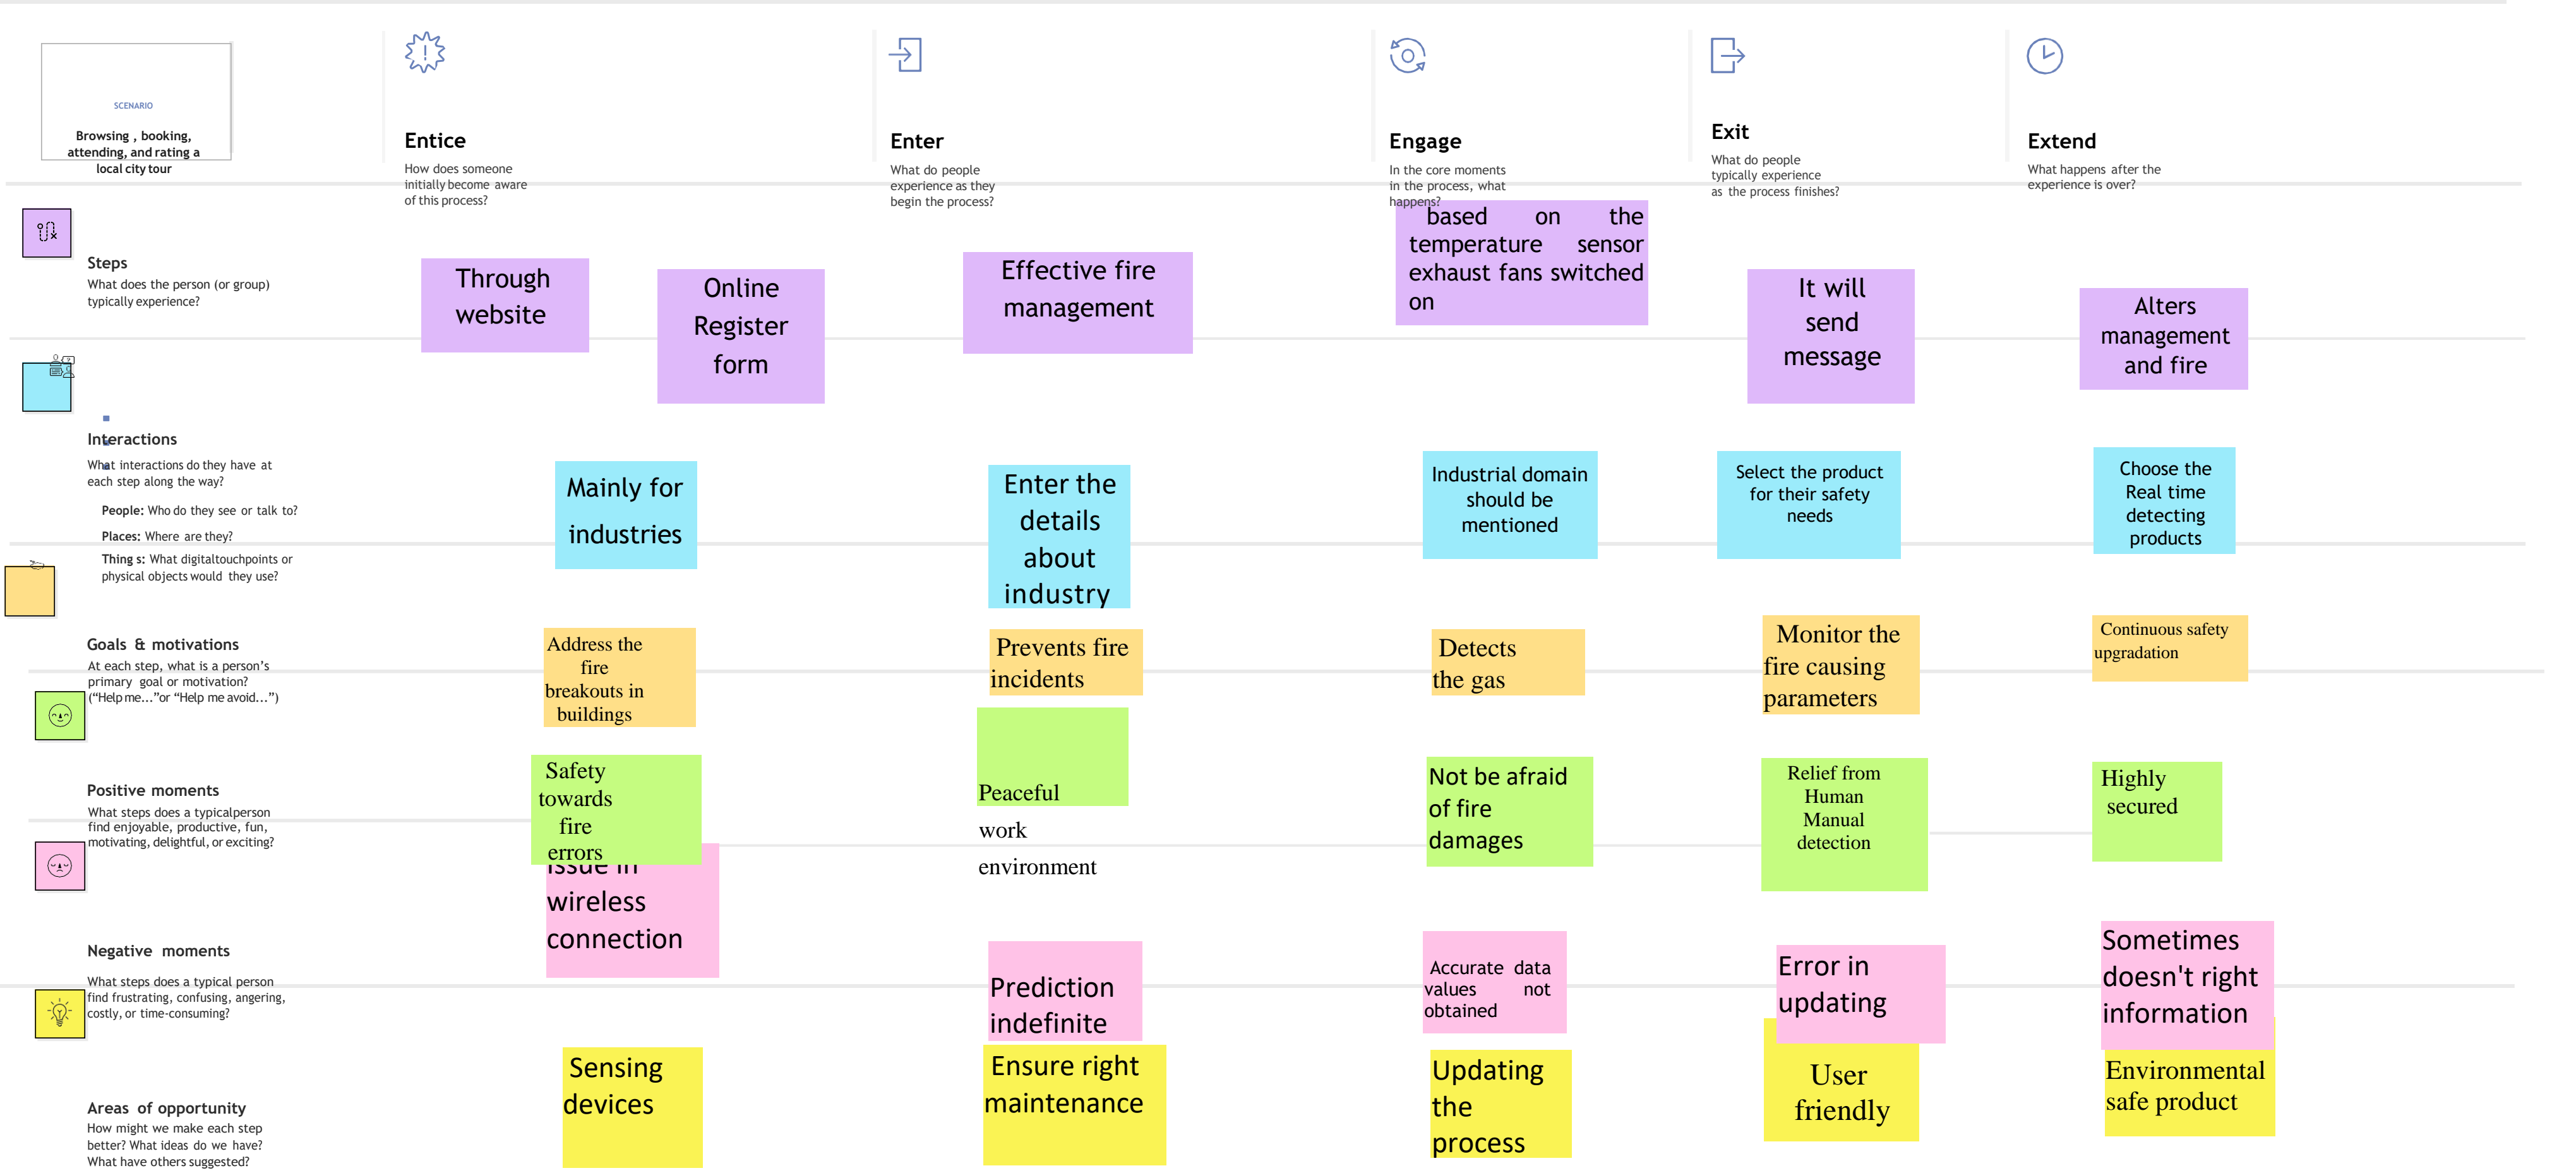 SCENARIO
Browsing , booking,
attending, and rating a
local city tour
Entice
How does someone
initially become aware
of this process?
Enter
What do people
experience as they
begin the process?
Engage
In the core moments
in the process, what
happens?
Exit
What do people
typically experience
as the process finishes?
Extend
What happens after the
experience is over?
Steps
What does the person (or group)
typically experience?
Through
website
Online
Register
form
Effective fire
management
based on the
temperature sensor
exhaust fans switched
on
It will
send
message
Alters
management
and fire
Interactions
What interactions do they have at
each step along the way?
People: Who do they see or talk to?
Places: Where are they?
Thing s: What digitaltouchpoints or
physical objects would they use?
Mainly for
industries
Enter the
details
about
industry
Industrial domain
should be
mentioned
Select the product
for their safety
needs
Choose the
Real time
detecting
products
Goals & motivations
At each step, what is a person's
primary goal or motivation?
("Help me..."or "Help me avoid...")
Address the
fire
breakouts in
buildings
Prevents fire
incidents
Detects
the gas
Monitor the
fire causing
parameters
Continuous safety
upgradation
Positive moments
What steps does a typicalperson
find enjoyable, productive, fun,
motivating, delightful, or exciting?
Safety
towards
fire
errors
Peaceful
work
environment
Not be afraid
of fire
damages
Relief from
Human
Manual
detection
Highly
secured
Negative moments
What steps does a typical person
find frustrating, confusing, angering,
costly, or time-consuming?
issue in
wireless
connection
Prediction
indefinite
Accurate data
values not
obtained
Error in
updating
Sometimes
doesn't right
information
Areas of opportunity
How might we make each step
better? What ideas do we have?
What have others suggested?
Sensing
devices
Ensure right
maintenance
Updating
the
process
User
friendly
Environmental
safe product